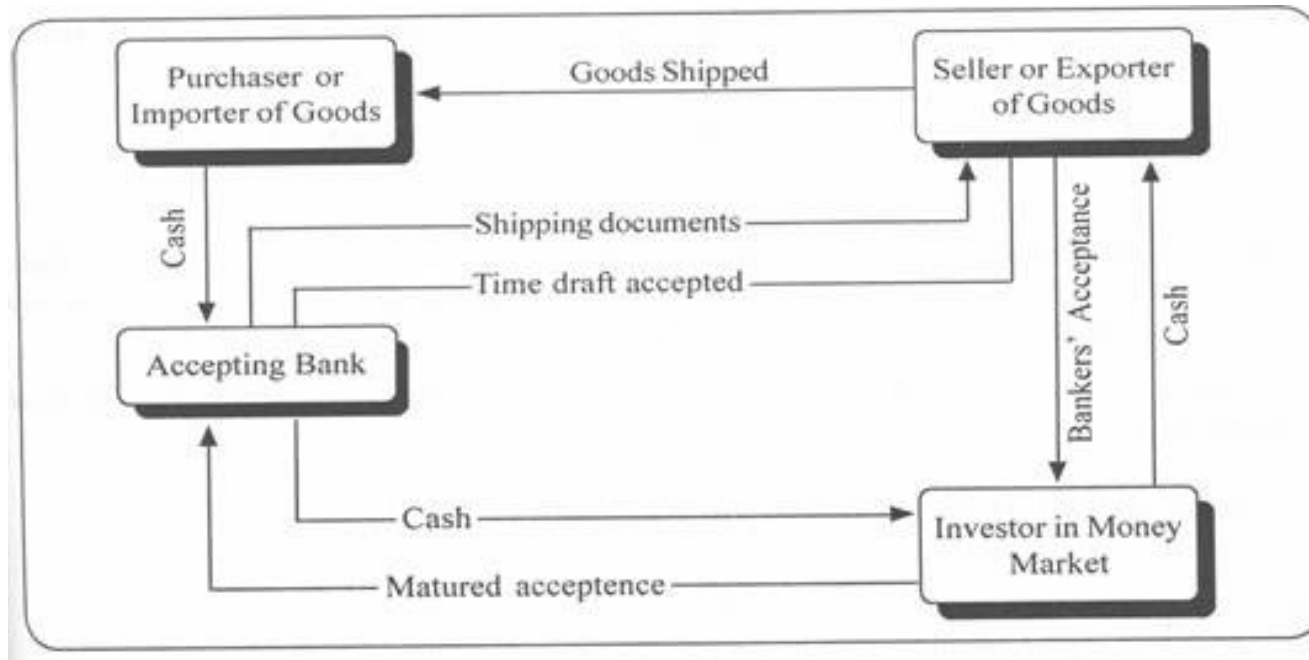 Purchaser or
Importer of Goods
Goods Shipped
Seller or Exporter
of Goods
Cash
Shipping documents
Time draft accepted
Bankers' Acceptance
Cash
Accepting Bank
Cash
Investor in Money
Market
Matured acceptence